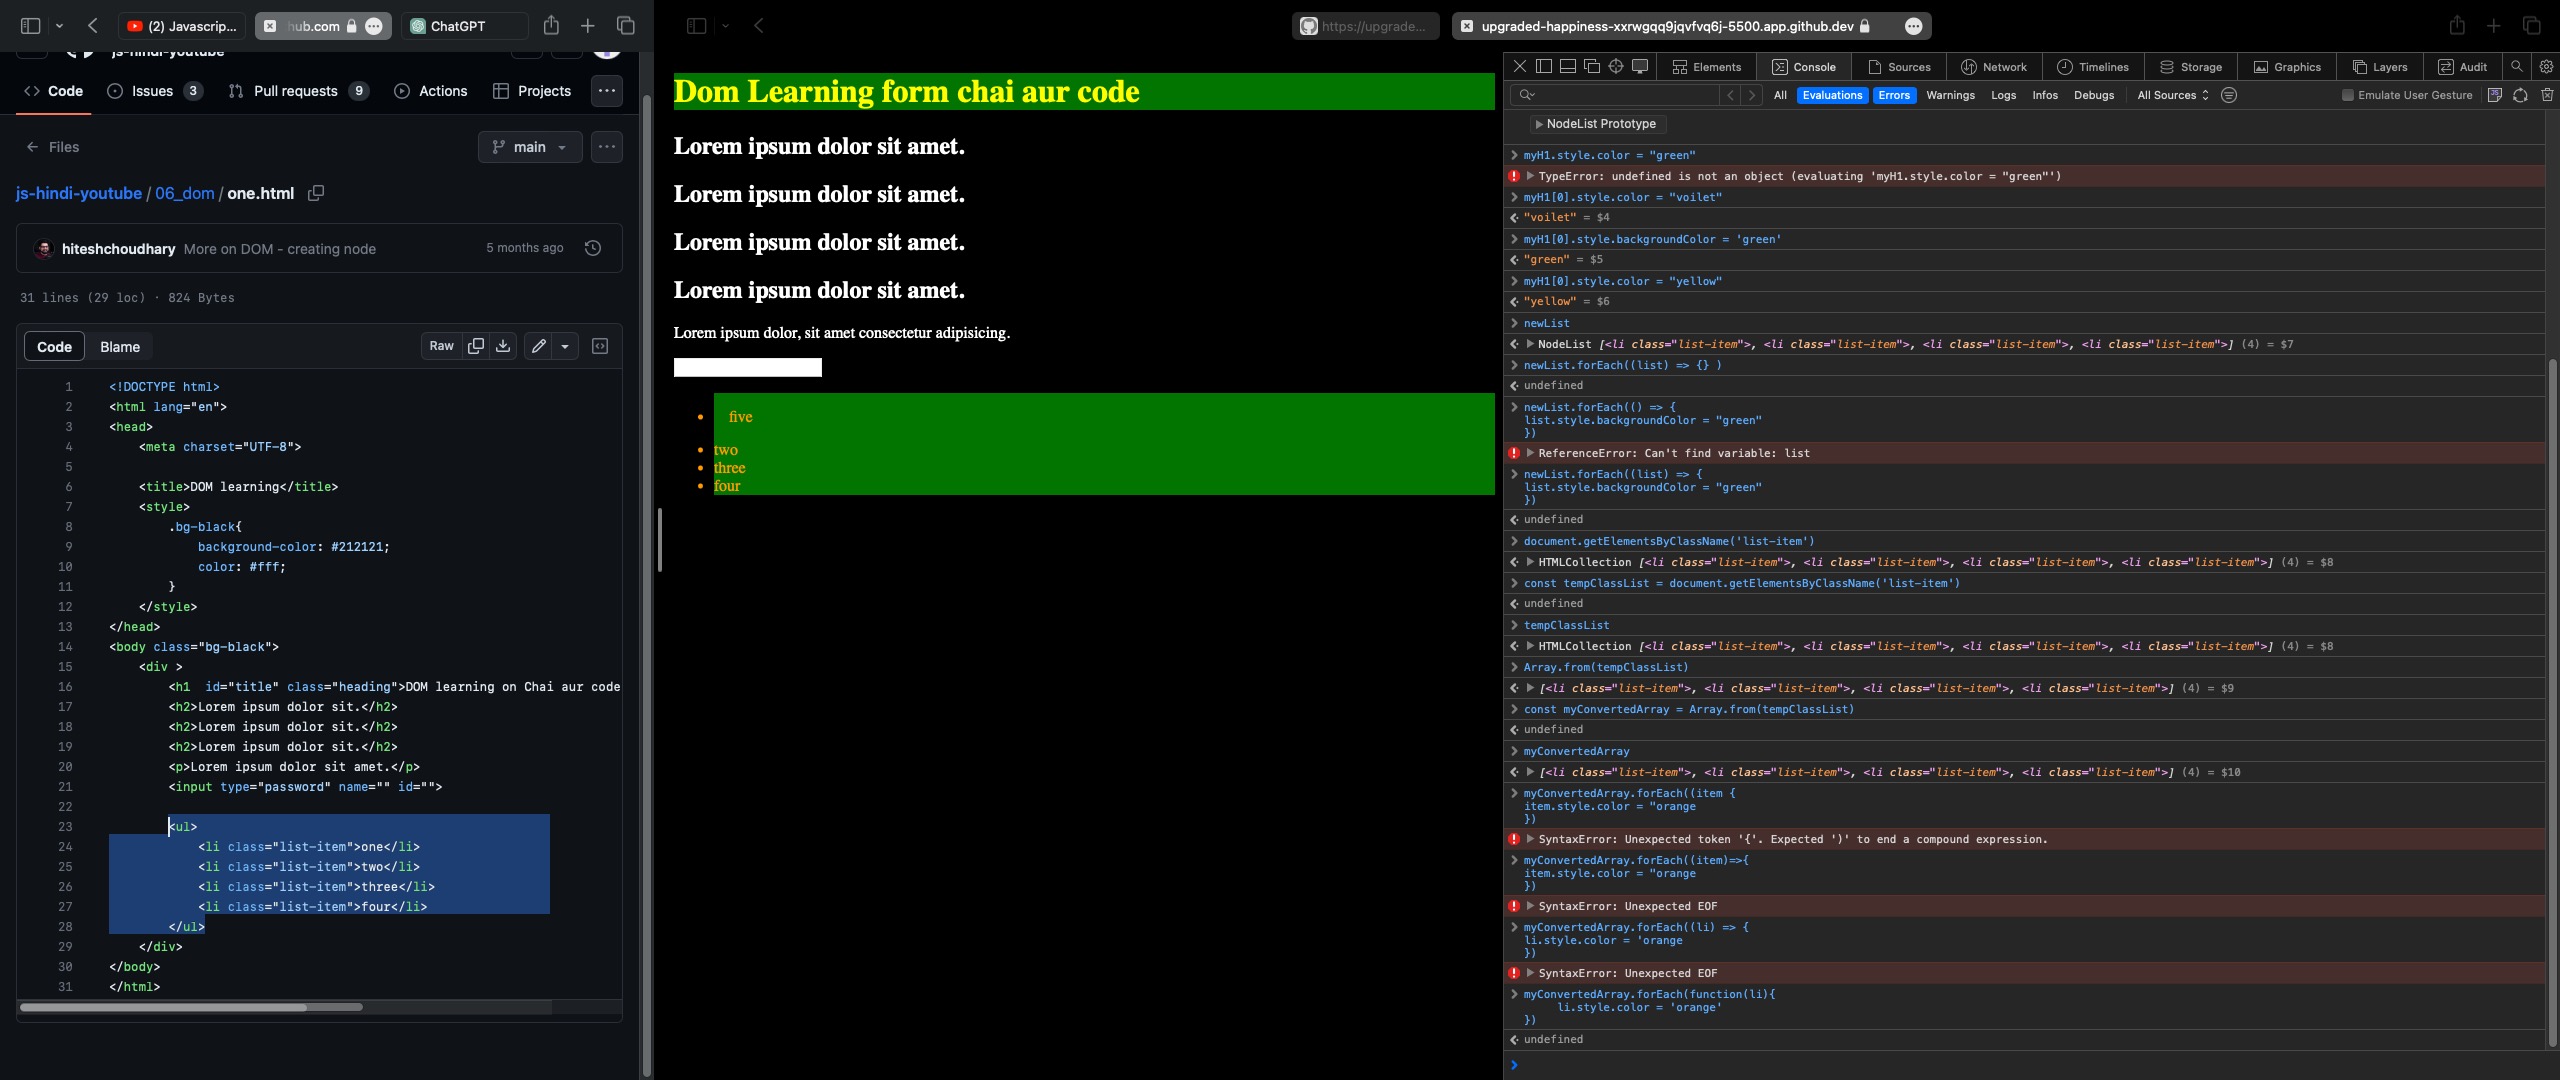 (2) Javascrip...
hub.com
ChatGPT
https://upgrade...
upgraded-happiness-xxrwgqq9jqvfvq6j-5500.app.github.dev
js-hindi-youtube
Code
Issues 3
Pull requests 9
Actions
Projects
Files
main
js-hindi-youtube / 06_dom / one.html
hiteshchoudhary More on DOM - creating node 5 months ago
31 lines (29 loc) · 824 Bytes
Code Blame Raw
1 <!DOCTYPE html>
2 <html lang="en">
3 <head>
4 <meta charset="UTF-8">
5
6 <title>DOM learning</title>
7 <style>
8 .bg-black{
9 background-color: #212121;
10 color: #fff;
11 }
12 </style>
13 </head>
14 <body class="bg-black">
15 <div >
16 <h1  id="title" class="heading">DOM learning on Chai aur code
17 <h2>Lorem ipsum dolor sit.</h2>
18 <h2>Lorem ipsum dolor sit.</h2>
19 <h2>Lorem ipsum dolor sit.</h2>
20 <p>Lorem ipsum dolor sit amet.</p>
21 <input type="password" name="" id="">
22
23 <ul>
24 <li class="list-item">one</li>
25 <li class="list-item">two</li>
26 <li class="list-item">three</li>
27 <li class="list-item">four</li>
28 </ul>
29 </div>
30 </body>
31 </html>
Dom Learning form chai aur code
Lorem ipsum dolor sit amet.
Lorem ipsum dolor sit amet.
Lorem ipsum dolor sit amet.
Lorem ipsum dolor sit amet.
Lorem ipsum dolor, sit amet consectetur adipisicing.
five
two
three
four
Elements Console Sources Network Timelines Storage Graphics Layers Audit
All Evaluations Errors Warnings Logs Infos Debugs All Sources Emulate User Gesture
NodeList Prototype
myH1.style.color = "green"
TypeError: undefined is not an object (evaluating 'myH1.style.color = "green"')
myH1[0].style.color = "voilet"
"voilet" = $4
myH1[0].style.backgroundColor = 'green'
"green" = $5
myH1[0].style.color = "yellow"
"yellow" = $6
newList
NodeList [<li class="list-item">, <li class="list-item">, <li class="list-item">, <li class="list-item">] (4) = $7
newList.forEach((list) => {} )
undefined
newList.forEach(() => {
list.style.backgroundColor = "green"
})
ReferenceError: Can't find variable: list
newList.forEach((list) => {
list.style.backgroundColor = "green"
})
undefined
document.getElementsByClassName('list-item')
HTMLCollection [<li class="list-item">, <li class="list-item">, <li class="list-item">, <li class="list-item">] (4) = $8
const tempClassList = document.getElementsByClassName('list-item')
undefined
tempClassList
HTMLCollection [<li class="list-item">, <li class="list-item">, <li class="list-item">, <li class="list-item">] (4) = $8
Array.from(tempClassList)
[<li class="list-item">, <li class="list-item">, <li class="list-item">, <li class="list-item">] (4) = $9
const myConvertedArray = Array.from(tempClassList)
undefined
myConvertedArray
[<li class="list-item">, <li class="list-item">, <li class="list-item">, <li class="list-item">] (4) = $10
myConvertedArray.forEach((item {
item.style.color = "orange
})
SyntaxError: Unexpected token '{'. Expected ')' to end a compound expression.
myConvertedArray.forEach((item)=>{
item.style.color = "orange
})
SyntaxError: Unexpected EOF
myConvertedArray.forEach((li) => {
li.style.color = 'orange
})
SyntaxError: Unexpected EOF
myConvertedArray.forEach(function(li){
li.style.color = 'orange'
})
undefined